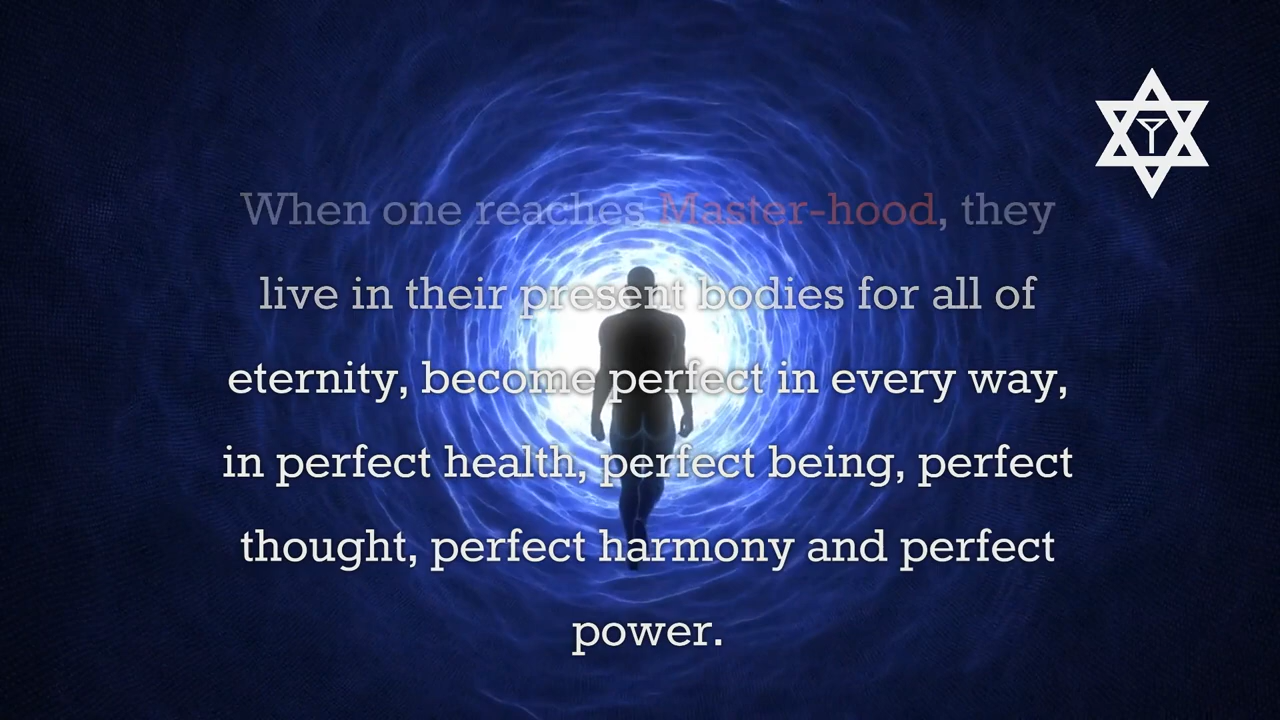 When one reaches Master-hood, they
live in their present bodies for all of
eternity, become perfect in every way,
in perfect health, perfect being, perfect
thought, perfect harmony and perfect
power.